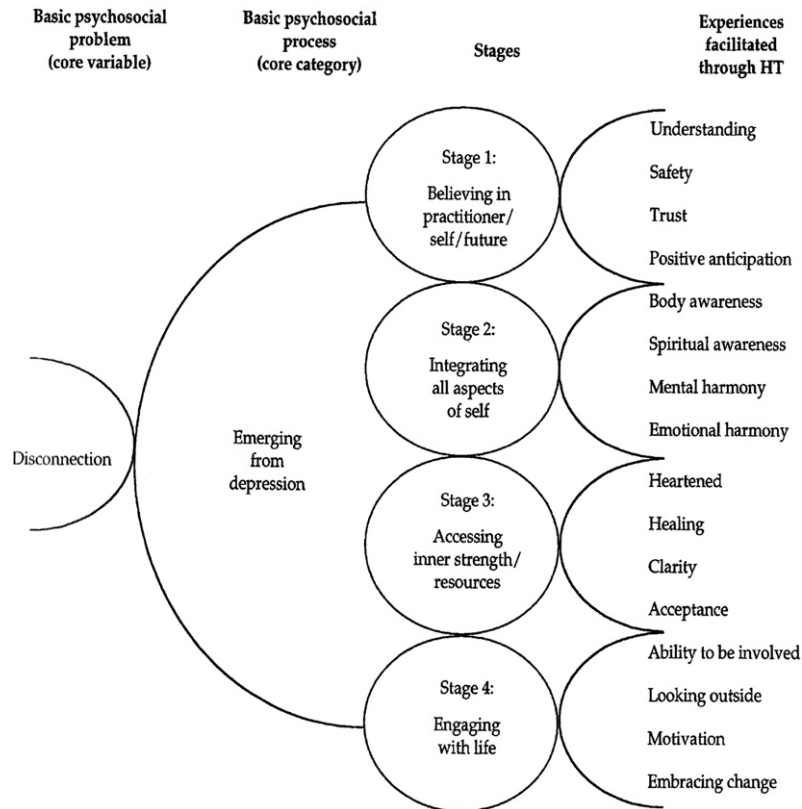 Basic psychosocial
problem
(core variable)
Basic psychosocial
process
(core category)
Stages
Experiences
facilitated
through HT
Disconnection
Emerging
from
depression
Stage 1:
Believing in
practitioner/
self/future
Understanding
Safety
Trust
Positive anticipation
Stage 2:
Integrating
all aspects
of self
Body awareness
Spiritual awareness
Mental harmony
Emotional harmony
Stage 3:
Accessing
inner strength/
resources
Heartened
Healing
Clarity
Acceptance
Stage 4:
Engaging
with life
Ability to be involved
Looking outside
Motivation
Embracing change